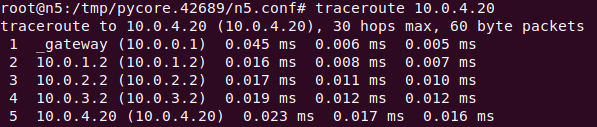 root@n5:/tmp/pycore.42689/n5.conf# traceroute 10.0.4.20
traceroute to 10.0.4.20 (10.0.4.20), 30 hops max, 60 byte packets
 1  _gateway (10.0.0.1)  0.045 ms  0.006 ms  0.005 ms
 2  10.0.1.2 (10.0.1.2)  0.016 ms  0.008 ms  0.007 ms
 3  10.0.2.2 (10.0.2.2)  0.017 ms  0.011 ms  0.010 ms
 4  10.0.3.2 (10.0.3.2)  0.019 ms  0.012 ms  0.012 ms
 5  10.0.4.20 (10.0.4.20)  0.023 ms  0.017 ms  0.016 ms